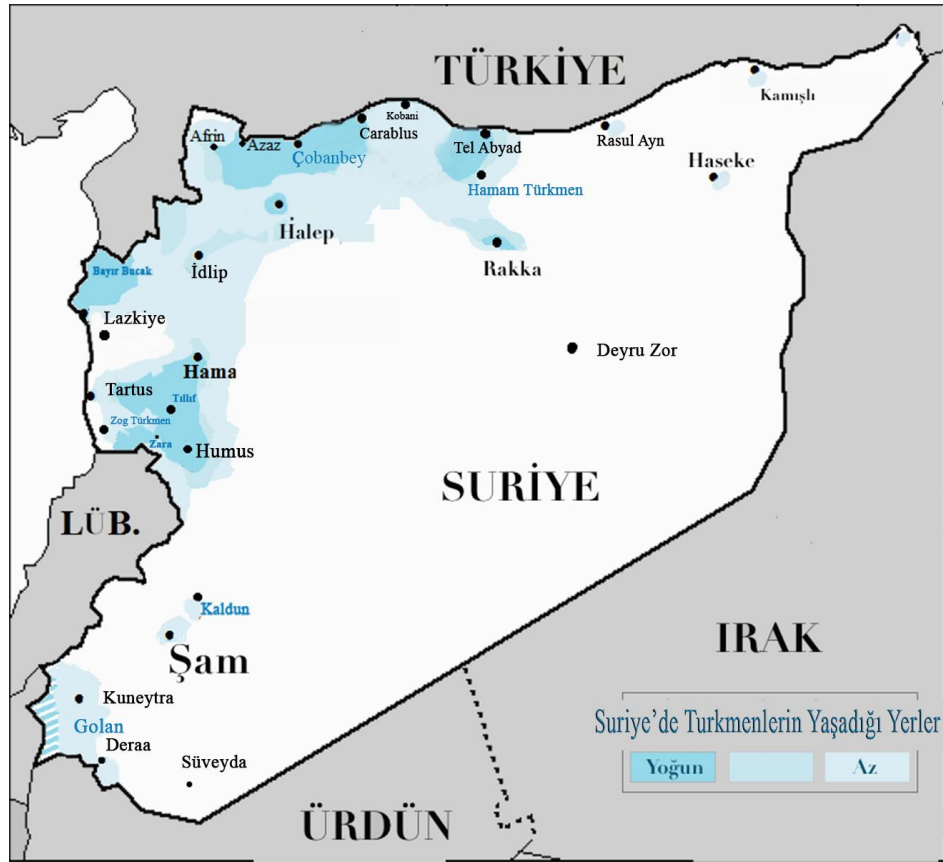 TÜRKİYE
Kamışlı
Kobani
Carablus
Afrin
Azaz
Çobanbey
Tel Abyad
Rasul Ayn
Haseke
Hamam Türkmen
Halep
Rakka
İdlip
Bayır Bucak
Lazkiye
Deyru Zor
Hama
Tartus
Tıllıf
Zog Türkmen
Zara
Humus
SURİYE
LÜB.
Kaldun
Şam
IRAK
Kuneytra
Golan
Deraa
Süveyda
Suriye'de Turkmenlerin Yaşadığı Yerler
Yoğun
Az
ÜRDÜN